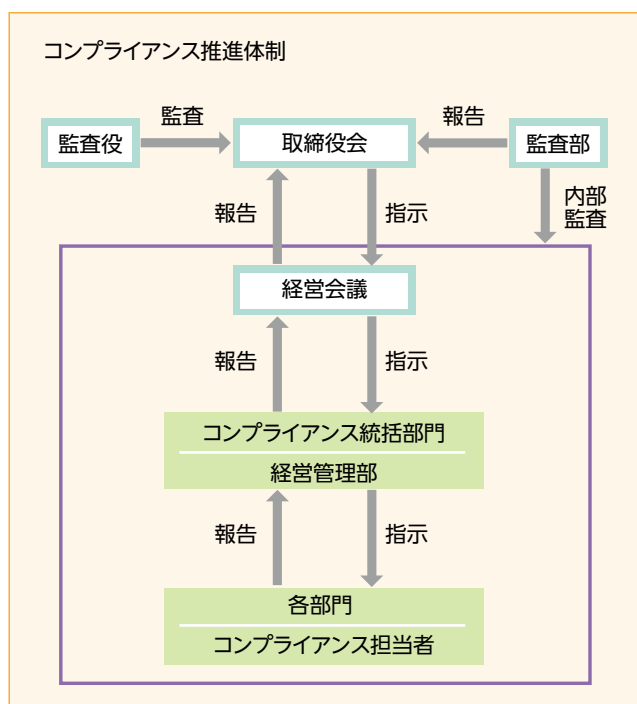 コンプライアンス推進体制
監査
報告
監査役
取締役会
監査部
報告
指示
内部
監査
経営会議
報告
指示
コンプライアンス統括部門
経営管理部
報告
指示
各部門
コンプライアンス担当者